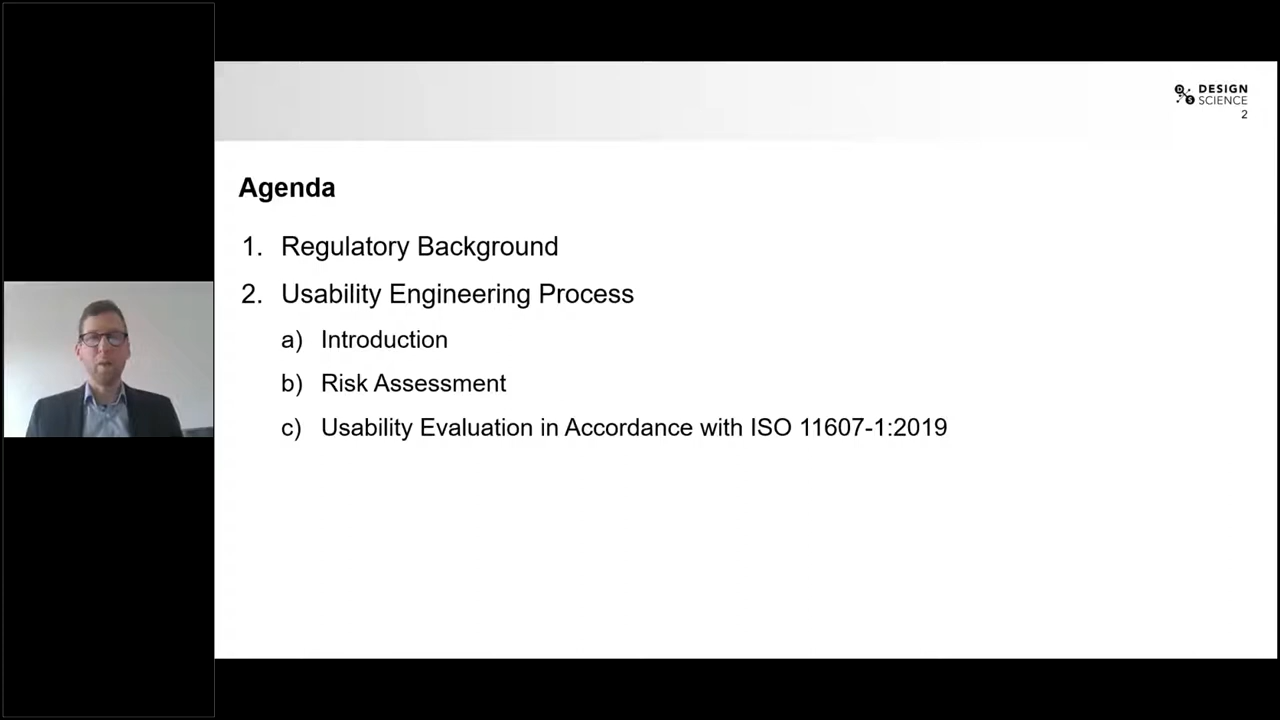 DESIGN
SCIENCE
2
Agenda
1. Regulatory Background
2. Usability Engineering Process
a) Introduction
b) Risk Assessment
c) Usability Evaluation in Accordance with ISO 11607-1:2019